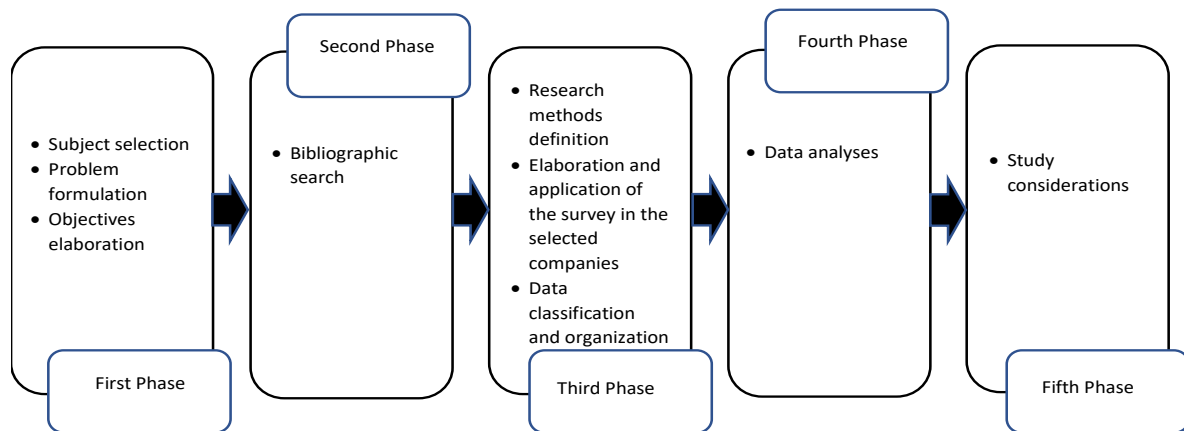 • Subject selection
• Problem
formulation
• Objectives
elaboration
First Phase
Second Phase
• Bibliographic
search
• Research
methods
definition
• Elaboration and
application of
the survey in the
selected
companies
• Data
classification
and organization
Third Phase
Fourth Phase
• Data analyses
• Study
considerations
Fifth Phase